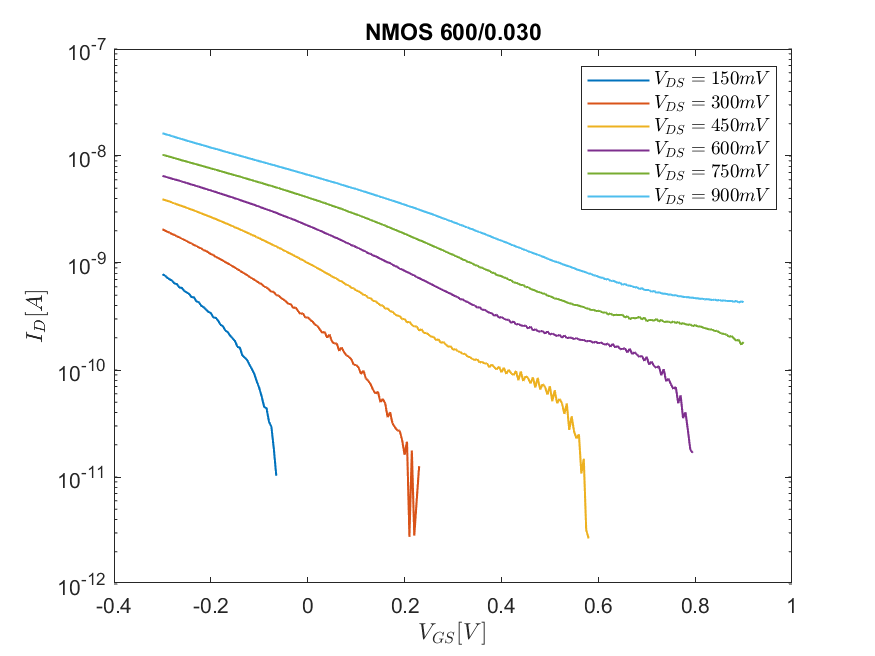 NMOS 600/0.030
V_DS = 150mV
V_DS = 300mV
V_DS = 450mV
V_DS = 600mV
V_DS = 750mV
V_DS = 900mV
I_D[A]
10^-7
10^-8
10^-9
10^-10
10^-11
10^-12
-0.4 -0.2 0 0.2 0.4 0.6 0.8 1
V_GS[V]